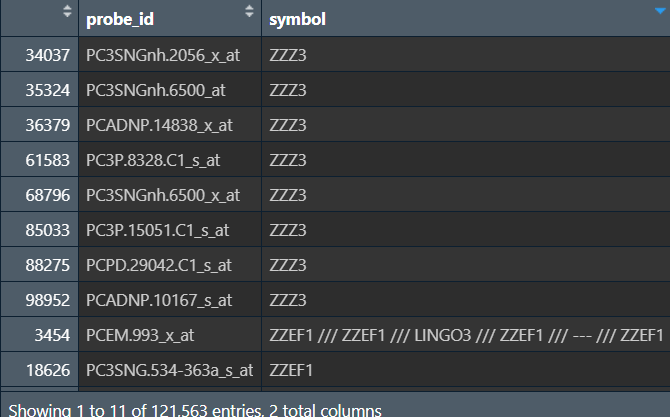 probe_id symbol
34037 PC3SNGnh.2056_x_at ZZZ3
35324 PC3SNGnh.6500_at ZZZ3
36379 PCADNP.14838_x_at ZZZ3
61583 PC3P.8328.C1_s_at ZZZ3
68796 PC3SNGnh.6500_x_at ZZZ3
85033 PC3P.15051.C1_s_at ZZZ3
88275 PCPD.29042.C1_s_at ZZZ3
98952 PCADNP.10167_s_at ZZZ3
3454 PCEM.993_x_at ZZEF1 /// ZZEF1 /// LINGO3 /// ZZEF1 /// --- /// ZZEF1
18626 PC3SNG.534-363a_s_at ZZEF1
Showing 1 to 11 of 121,563 entries, 2 total columns